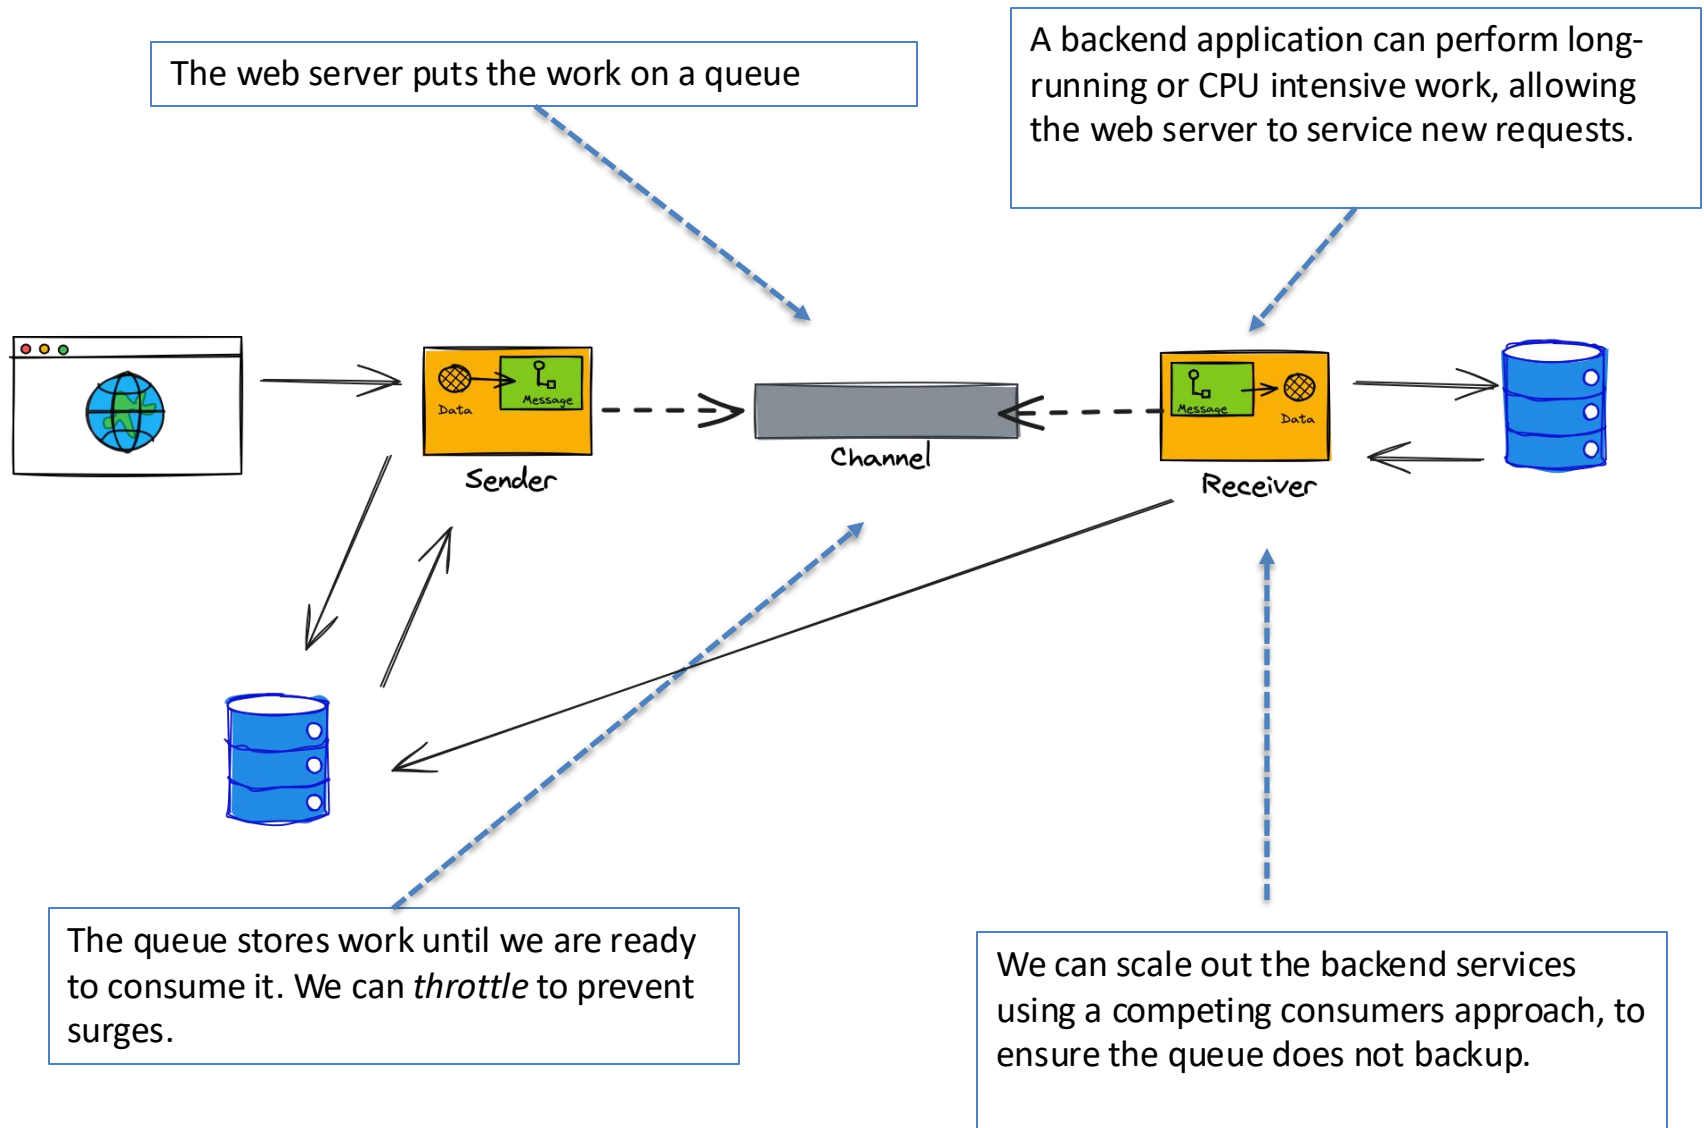 The web server puts the work on a queue
A backend application can perform long-
running or CPU intensive work, allowing
the web server to service new requests.
Data
Message
Sender
Channel
Message
Data
Receiver
The queue stores work until we are ready
to consume it. We can throttle to prevent
surges.
We can scale out the backend services
using a competing consumers approach, to
ensure the queue does not backup.